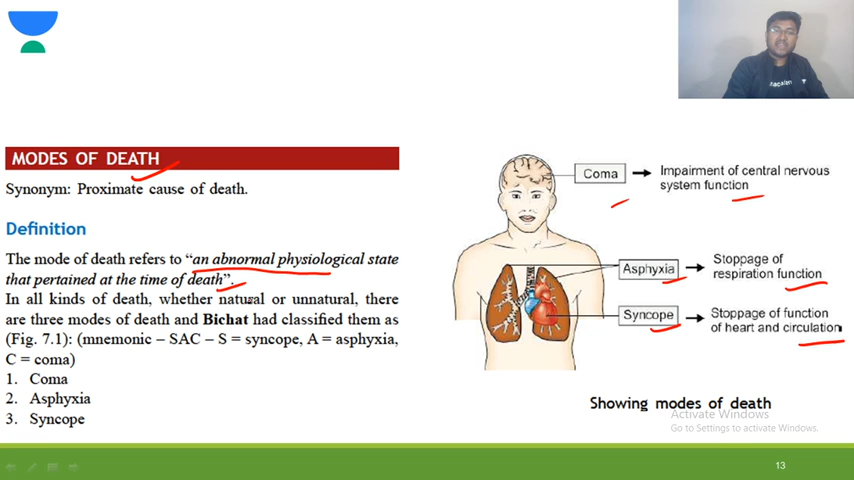 MODES OF DEATH
Synonym: Proximate cause of death.
Definition
The mode of death refers to “an abnormal physiological state
that pertained at the time of death”.
In all kinds of death, whether natural or unnatural, there
are three modes of death and Bichat had classified them as
(Fig. 7.1): (mnemonic – SAC – S = syncope, A = asphyxia,
C = coma)
1. Coma
2. Asphyxia
3. Syncope
Coma
Impairment of central nervous
system function
Asphyxia
Stoppage of
respiration function
Syncope
Stoppage of function
of heart and circulation
Showing modes of death
Activate Windows
Go to Settings to activate Windows.
13